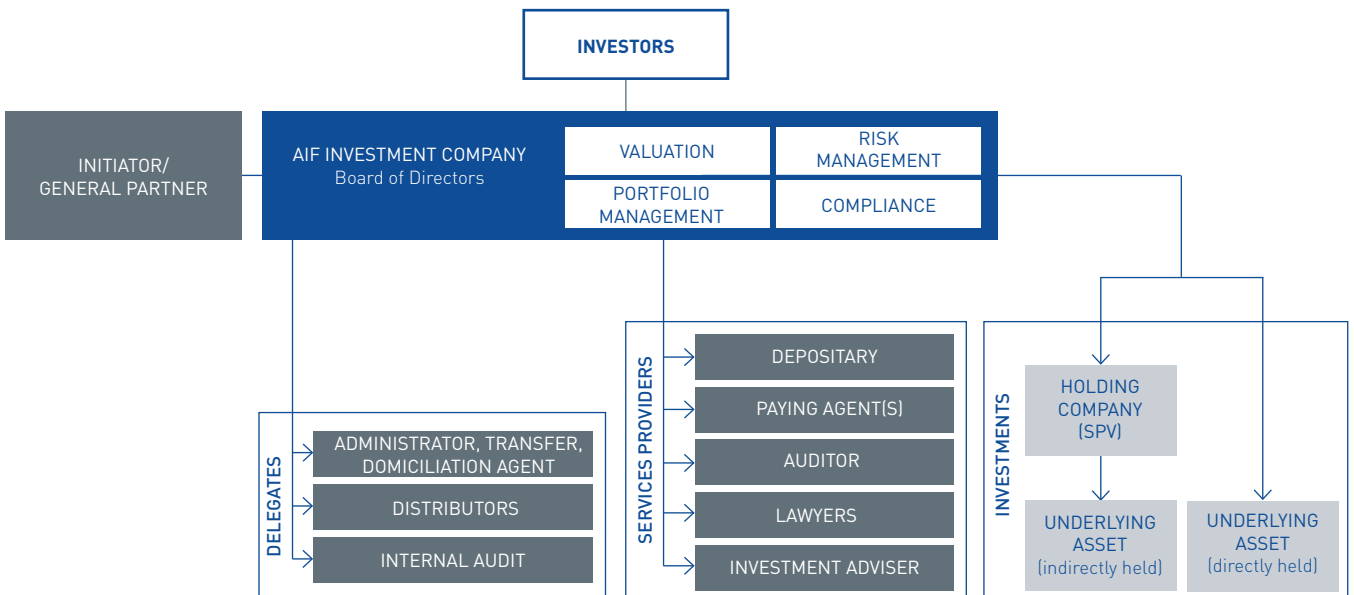 INVESTORS
INITIATOR/
GENERAL PARTNER
AIF INVESTMENT COMPANY
Board of Directors
VALUATION
RISK
MANAGEMENT
PORTFOLIO
MANAGEMENT
COMPLIANCE
DELEGATES
ADMINISTRATOR, TRANSFER,
DOMICILIATION AGENT
DISTRIBUTORS
INTERNAL AUDIT
SERVICES PROVIDERS
DEPOSITARY
PAYING AGENT(S)
AUDITOR
LAWYERS
INVESTMENT ADVISER
INVESTMENTS
HOLDING
COMPANY
(SPV)
UNDERLYING
ASSET
(indirectly held)
UNDERLYING
ASSET
(directly held)